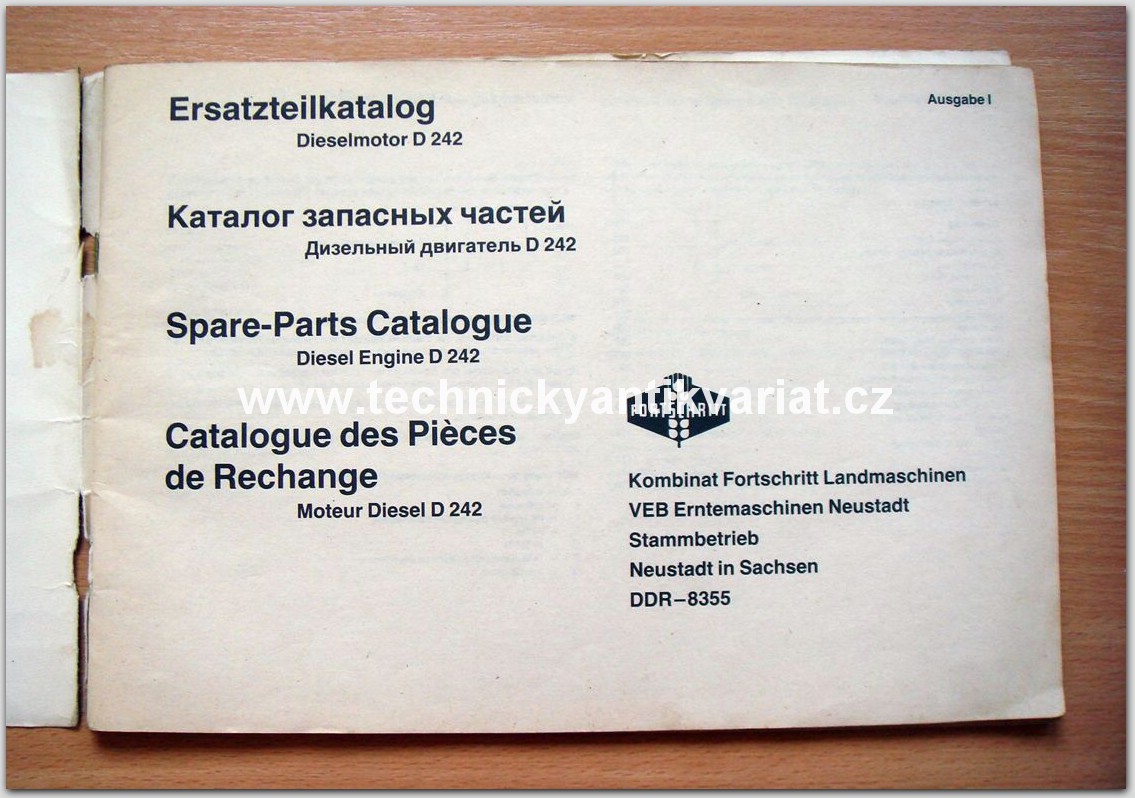 Ersatzteilkatalog
Dieselmotor D 242
Ausgabe I
Каталог запасных частей
Дизельный двигатель D 242
Spare-Parts Catalogue
Diesel Engine D 242
www.technickyantikvariat.cz
Catalogue des Pièces
de Rechange
Moteur Diesel D 242
FORTSCHRITT
Kombinat Fortschritt Landmaschinen
VEB Erntemaschinen Neustadt
Stammbetrieb
Neustadt in Sachsen
DDR–8355